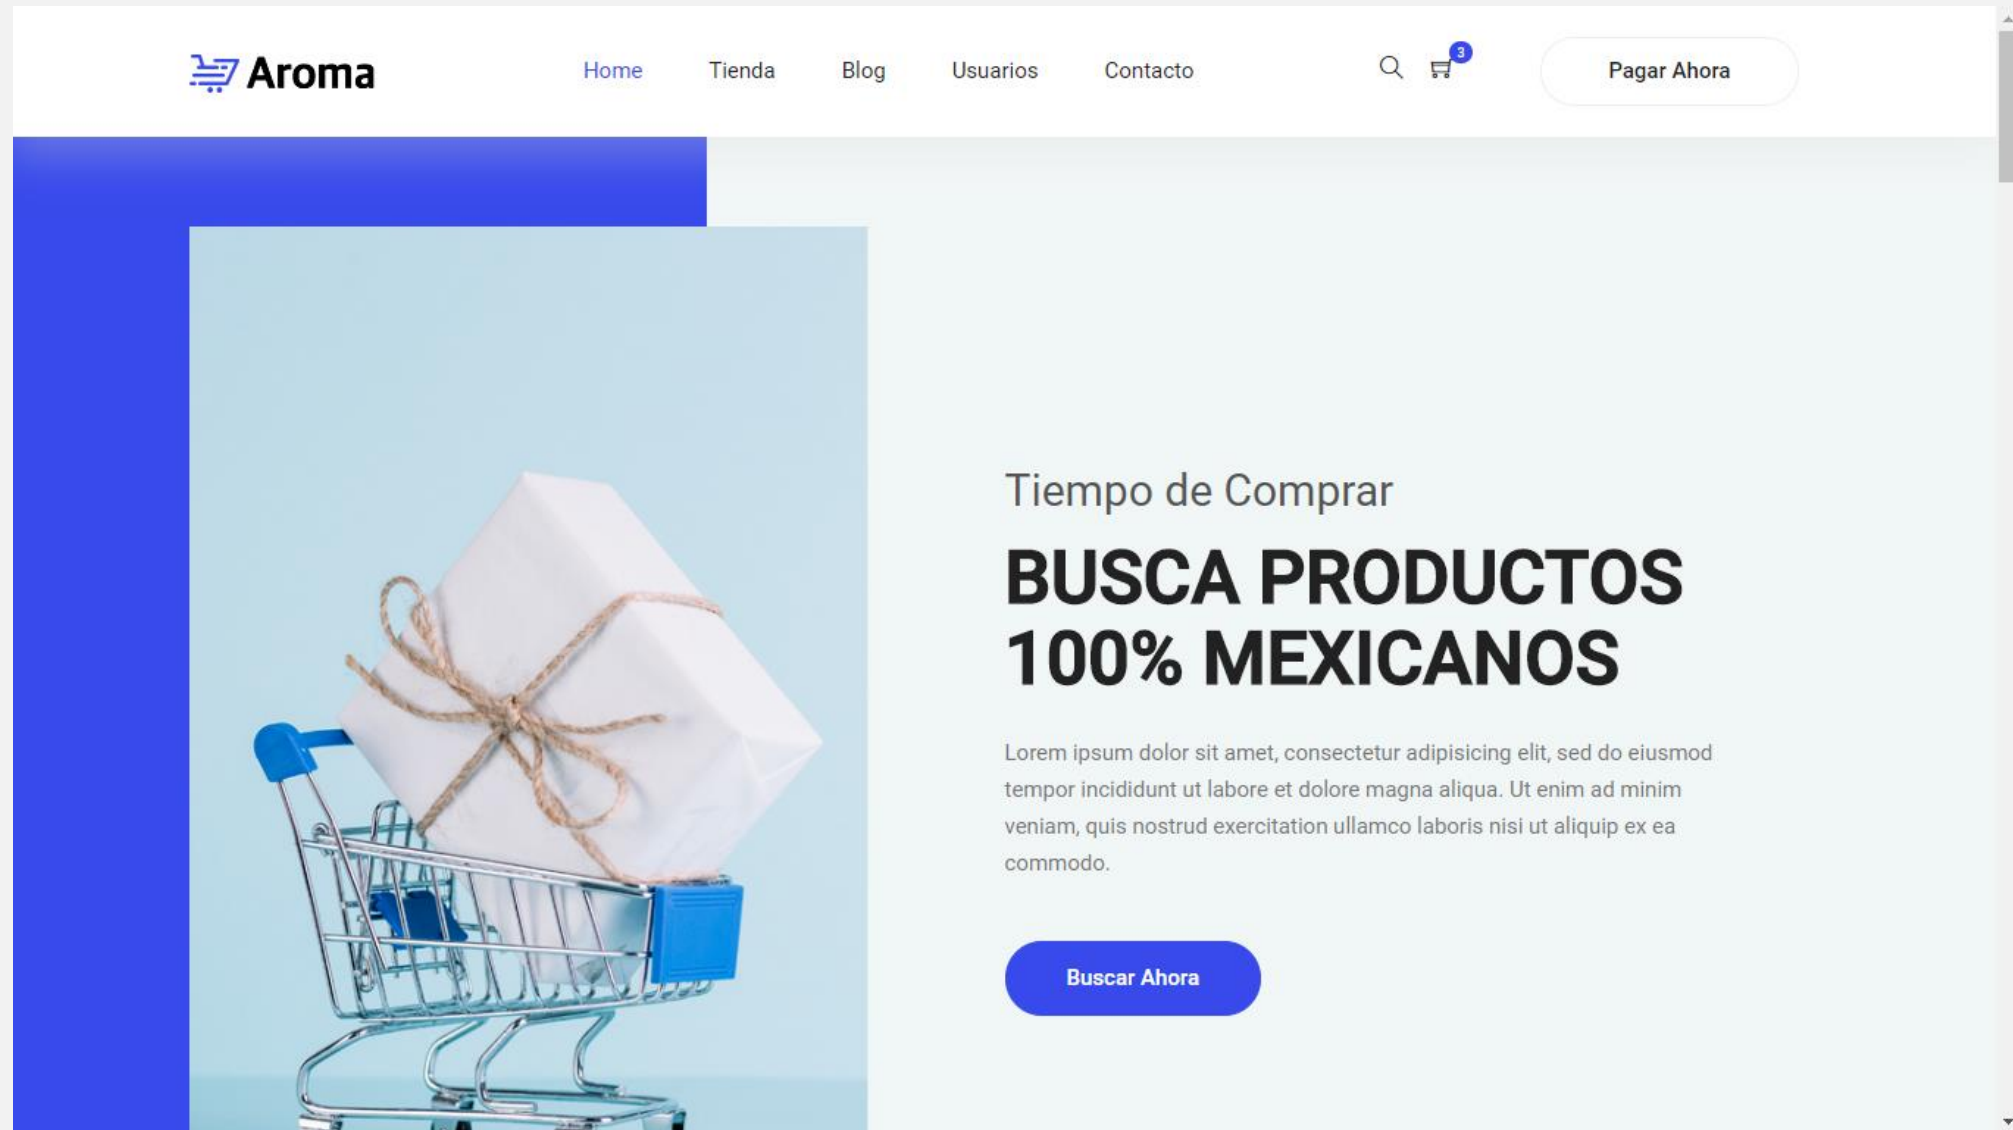 Aroma
Home Tienda Blog Usuarios Contacto
3
Pagar Ahora
Tiempo de Comprar
BUSCA PRODUCTOS
100% MEXICANOS
Lorem ipsum dolor sit amet, consectetur adipisicing elit, sed do eiusmod
tempor incididunt ut labore et dolore magna aliqua. Ut enim ad minim
veniam, quis nostrud exercitation ullamco laboris nisi ut aliquip ex ea
commodo.
Buscar Ahora